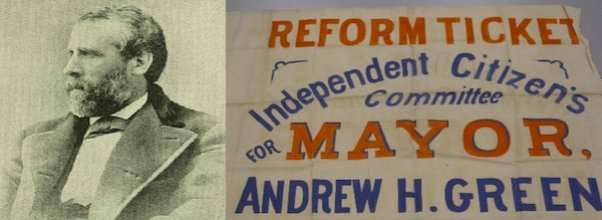 REFORM TICKET
Independent Citizen's
Committee
FOR MAYOR,
ANDREW H. GREEN